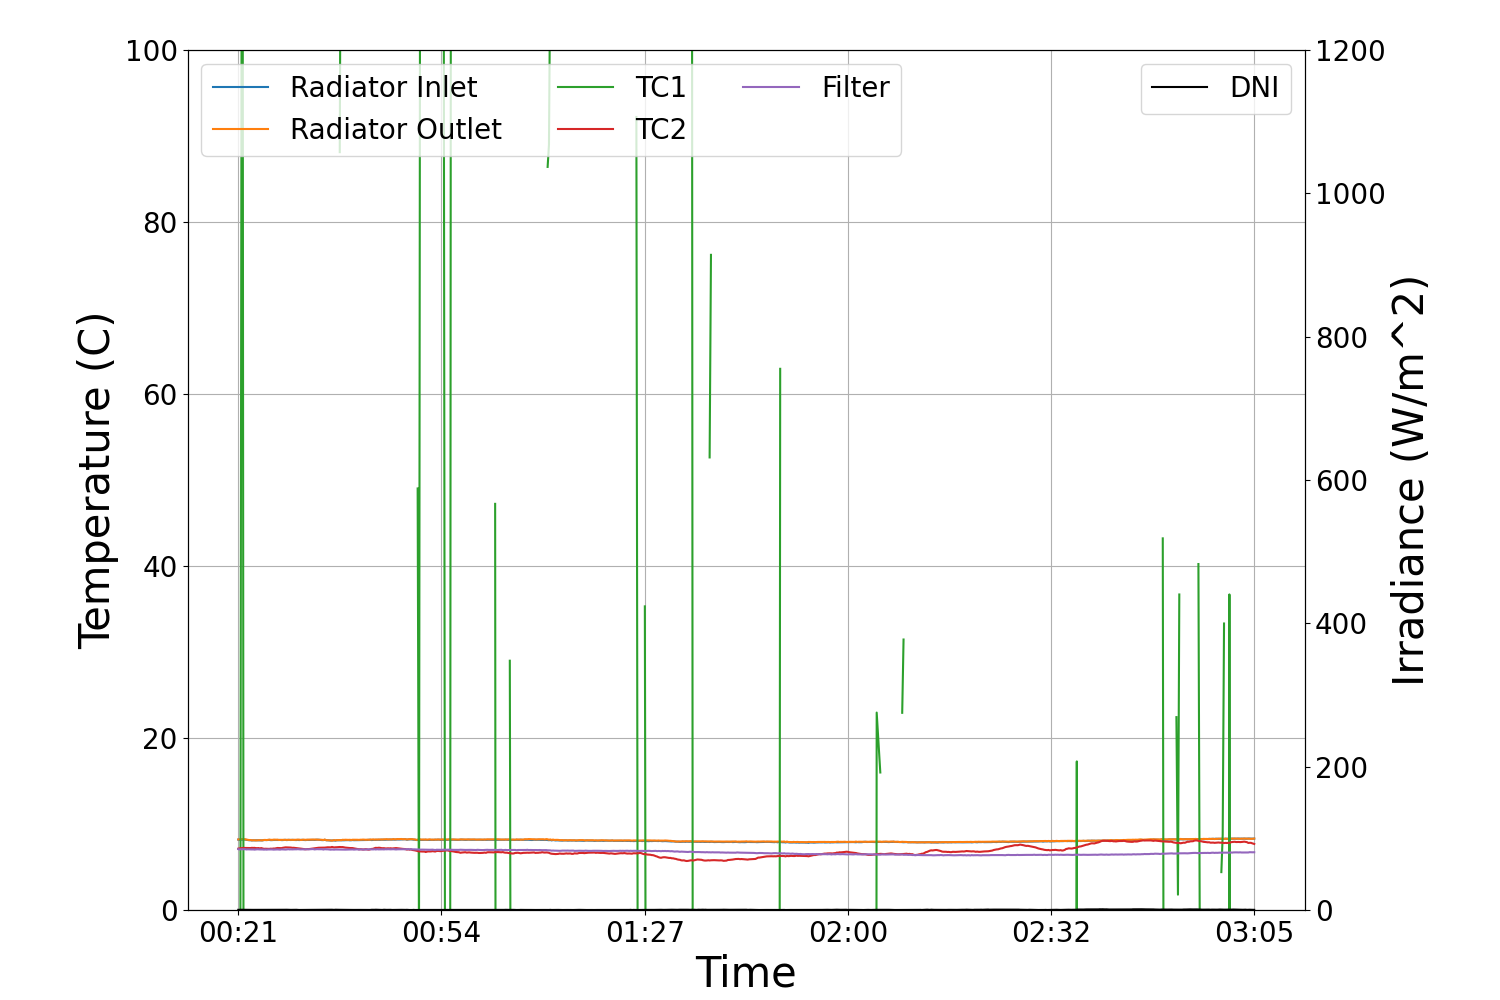 Radiator Inlet
Radiator Outlet
TC1
TC2
Filter
DNI
Temperature (C)
100
80
60
40
20
0
1200
1000
800
600
400
200
0
Irradiance (W/m^2)
00:21 00:54 01:27 02:00 02:32 03:05
Time